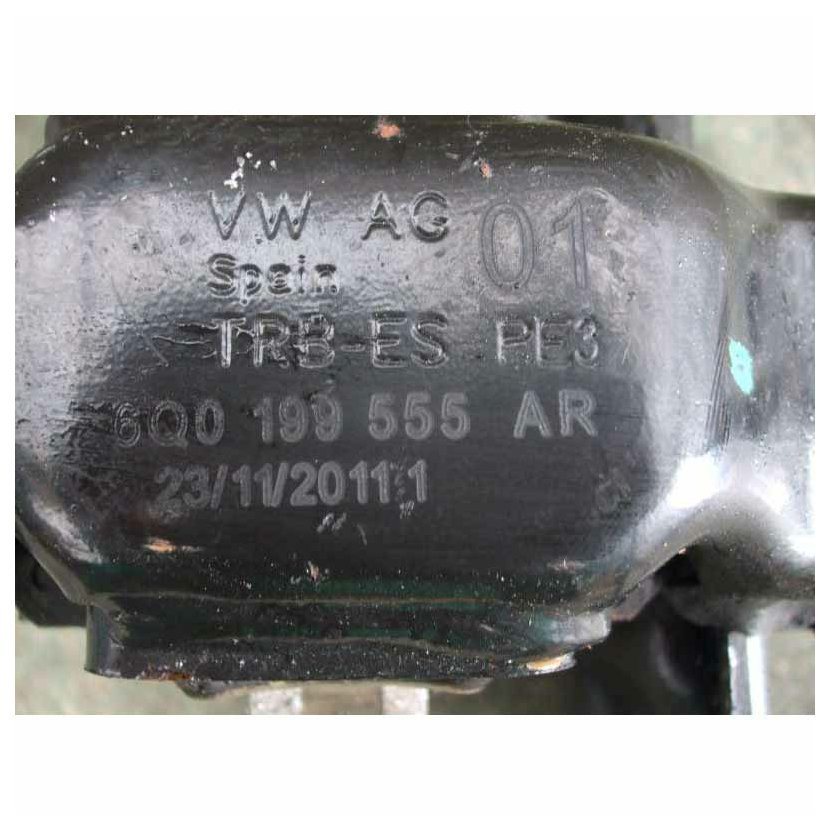 VW AG 01
Spain
TRB-ES PE3
6Q0 199 555 AR
23/11/2011 1